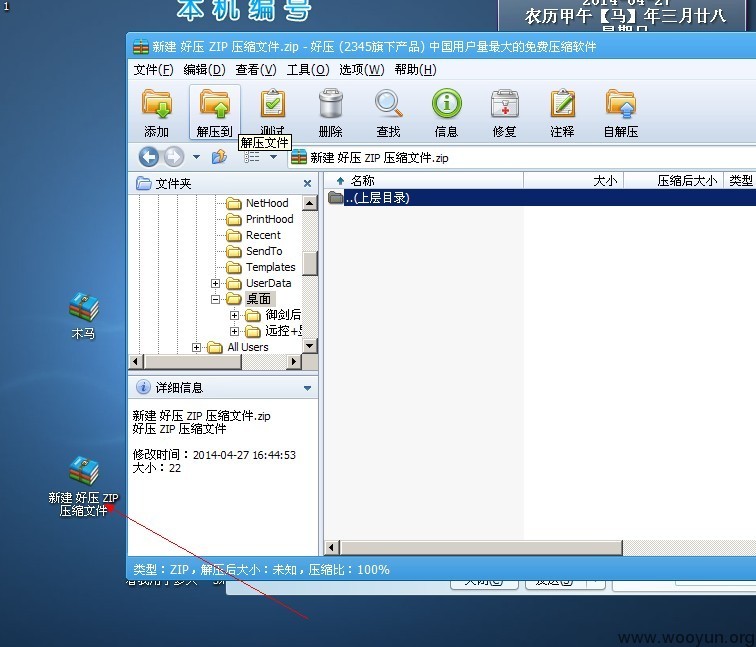 1
本机编号
2014-04-27
农历甲午【马】年三月廿八
星期日
新建 好压 ZIP 压缩文件.zip - 好压 (2345旗下产品) 中国用户量最大的免费压缩软件
文件(F) 编辑(D) 查看(V) 工具(O) 选项(W) 帮助(H)
添加 解压到 测试 删除 查找 信息 修复 注释 自解压
解压文件
新建 好压 ZIP 压缩文件.zip
文件夹
名称 大小 压缩后大小 类型
..(上层目录)
NetHood
PrintHood
Recent
SendTo
Templates
UserData
桌面
御剑后
远控+
All Users
木马
详细信息
新建 好压 ZIP 压缩文件.zip
好压 ZIP 压缩文件
修改时间：2014-04-27 16:44:53
大小：22
新建 好压 ZIP
压缩文件
类型：ZIP，解压后大小：未知，压缩比：100%
www.wooyun.org